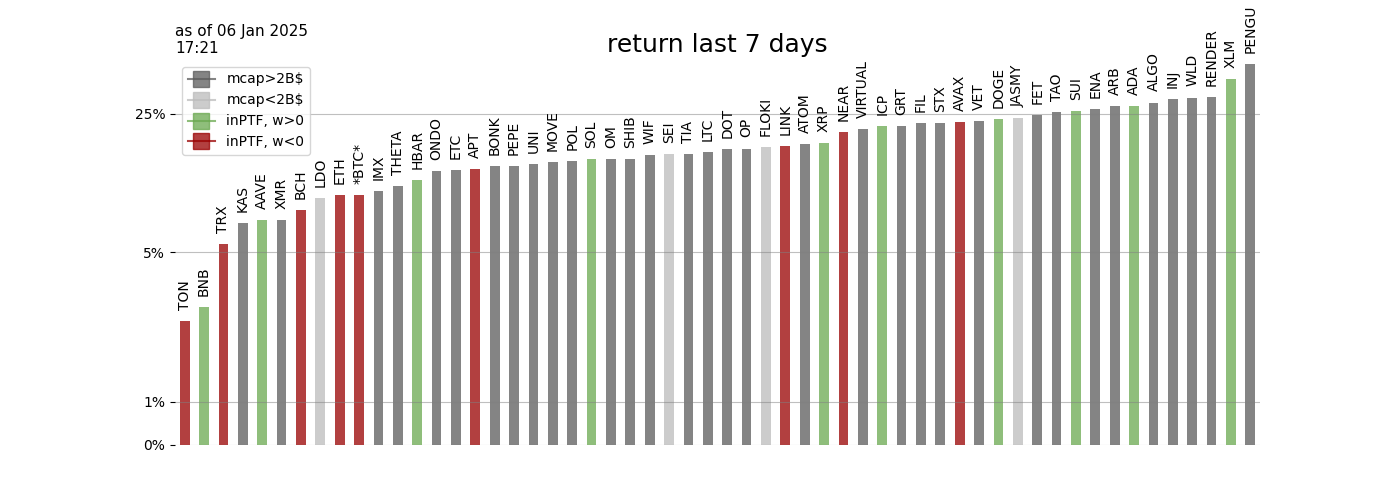 as of 06 Jan 2025
17:21
return last 7 days
mcap>2B$
mcap<2B$
inPTF, w>0
inPTF, w<0
25%
5%
1%
0%
TON
BNB
TRX
KAS
AAVE
XMR
BCH
LDO
ETH
*BTC*
IMX
THETA
HBAR
ONDO
ETC
APT
BONK
PEPE
UNI
MOVE
POL
SOL
OM
SHIB
WIF
SEI
TIA
LTC
DOT
OP
FLOKI
LINK
ATOM
XRP
NEAR
VIRTUAL
ICP
GRT
FIL
STX
AVAX
VET
DOGE
JASMY
FET
TAO
SUI
ENA
ARB
ADA
ALGO
INJ
WLD
RENDER
XLM
PENGU